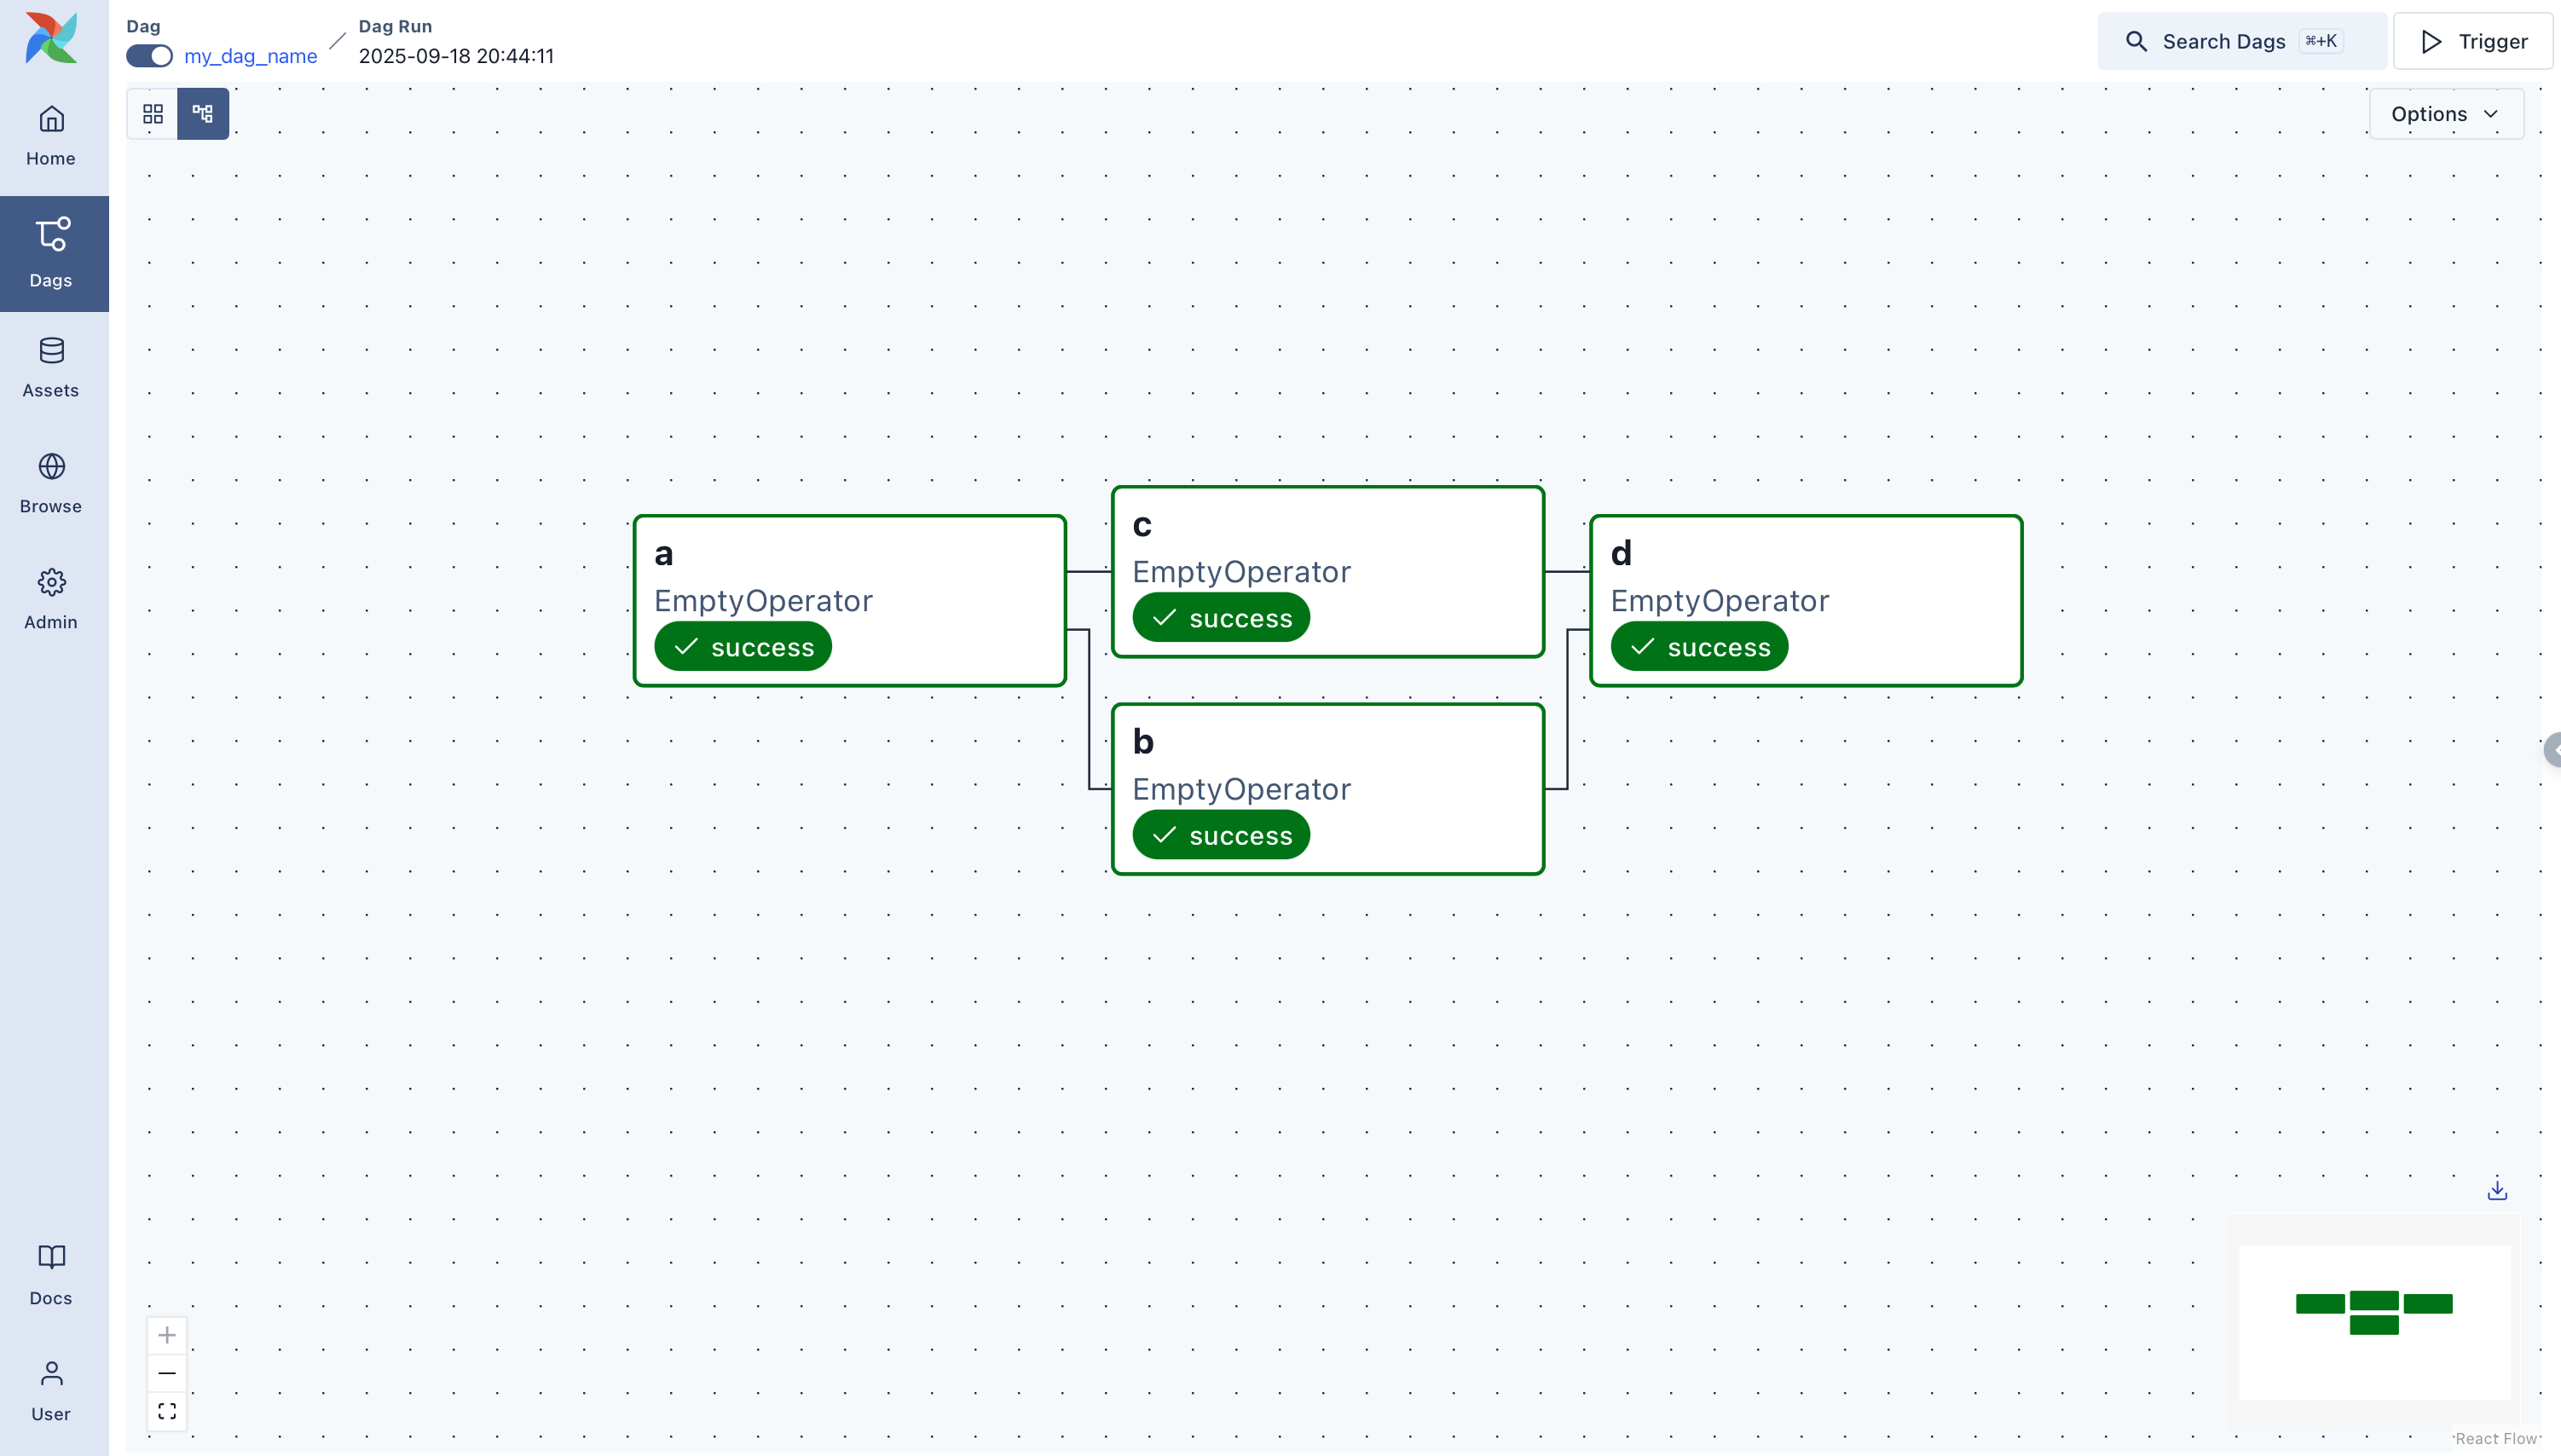 Dag
my_dag_name
Dag Run
2025-09-18 20:44:11
Search Dags
⌘+K
Trigger
Options
Home
Dags
Assets
Browse
Admin
Docs
User
a
EmptyOperator
success
c
EmptyOperator
success
b
EmptyOperator
success
d
EmptyOperator
success
React Flow